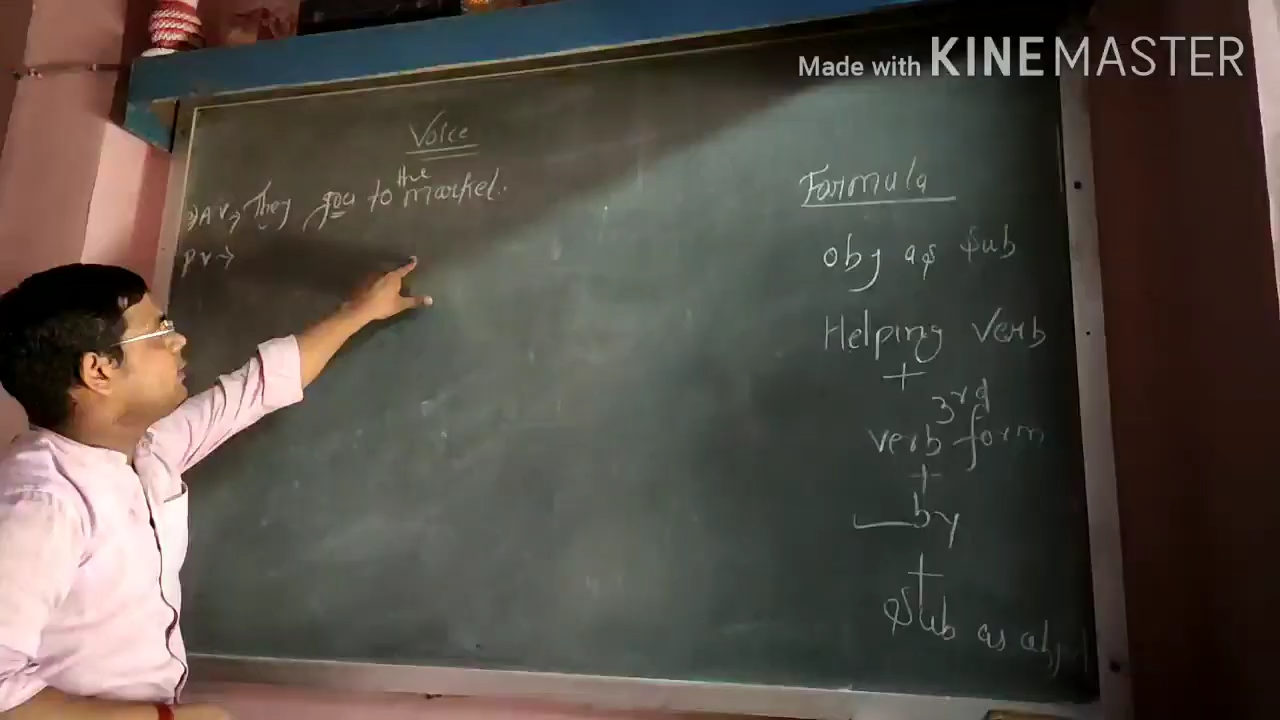 Made with KINEMASTER
Voice
A V → They go to the market.
P V →
Formula
obj as Sub
Helping Verb
+
verb 3rd form
+
by
+
Sub as obj